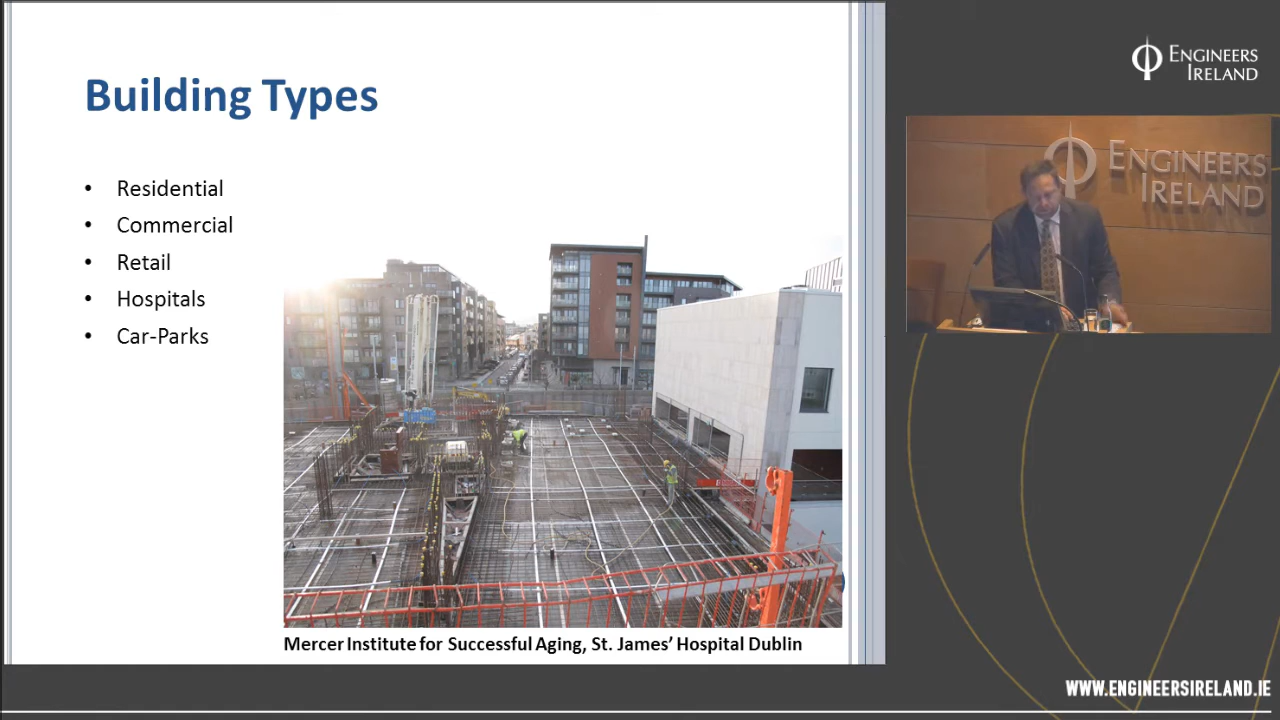 Building Types
• Residential
• Commercial
• Retail
• Hospitals
• Car-Parks
Mercer Institute for Successful Aging, St. James’ Hospital Dublin
ENGINEERS
IRELAND
ENGINEERS
IRELAND
WWW.ENGINEERSIRELAND.IE